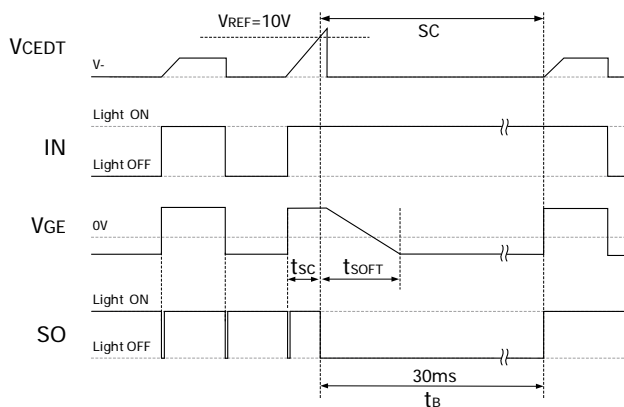 VREF=10V
SC
VCEDT
V-
Light ON
IN
Light OFF
VGE
0V
tSC
tSOFT
Light ON
SO
Light OFF
30ms
tB